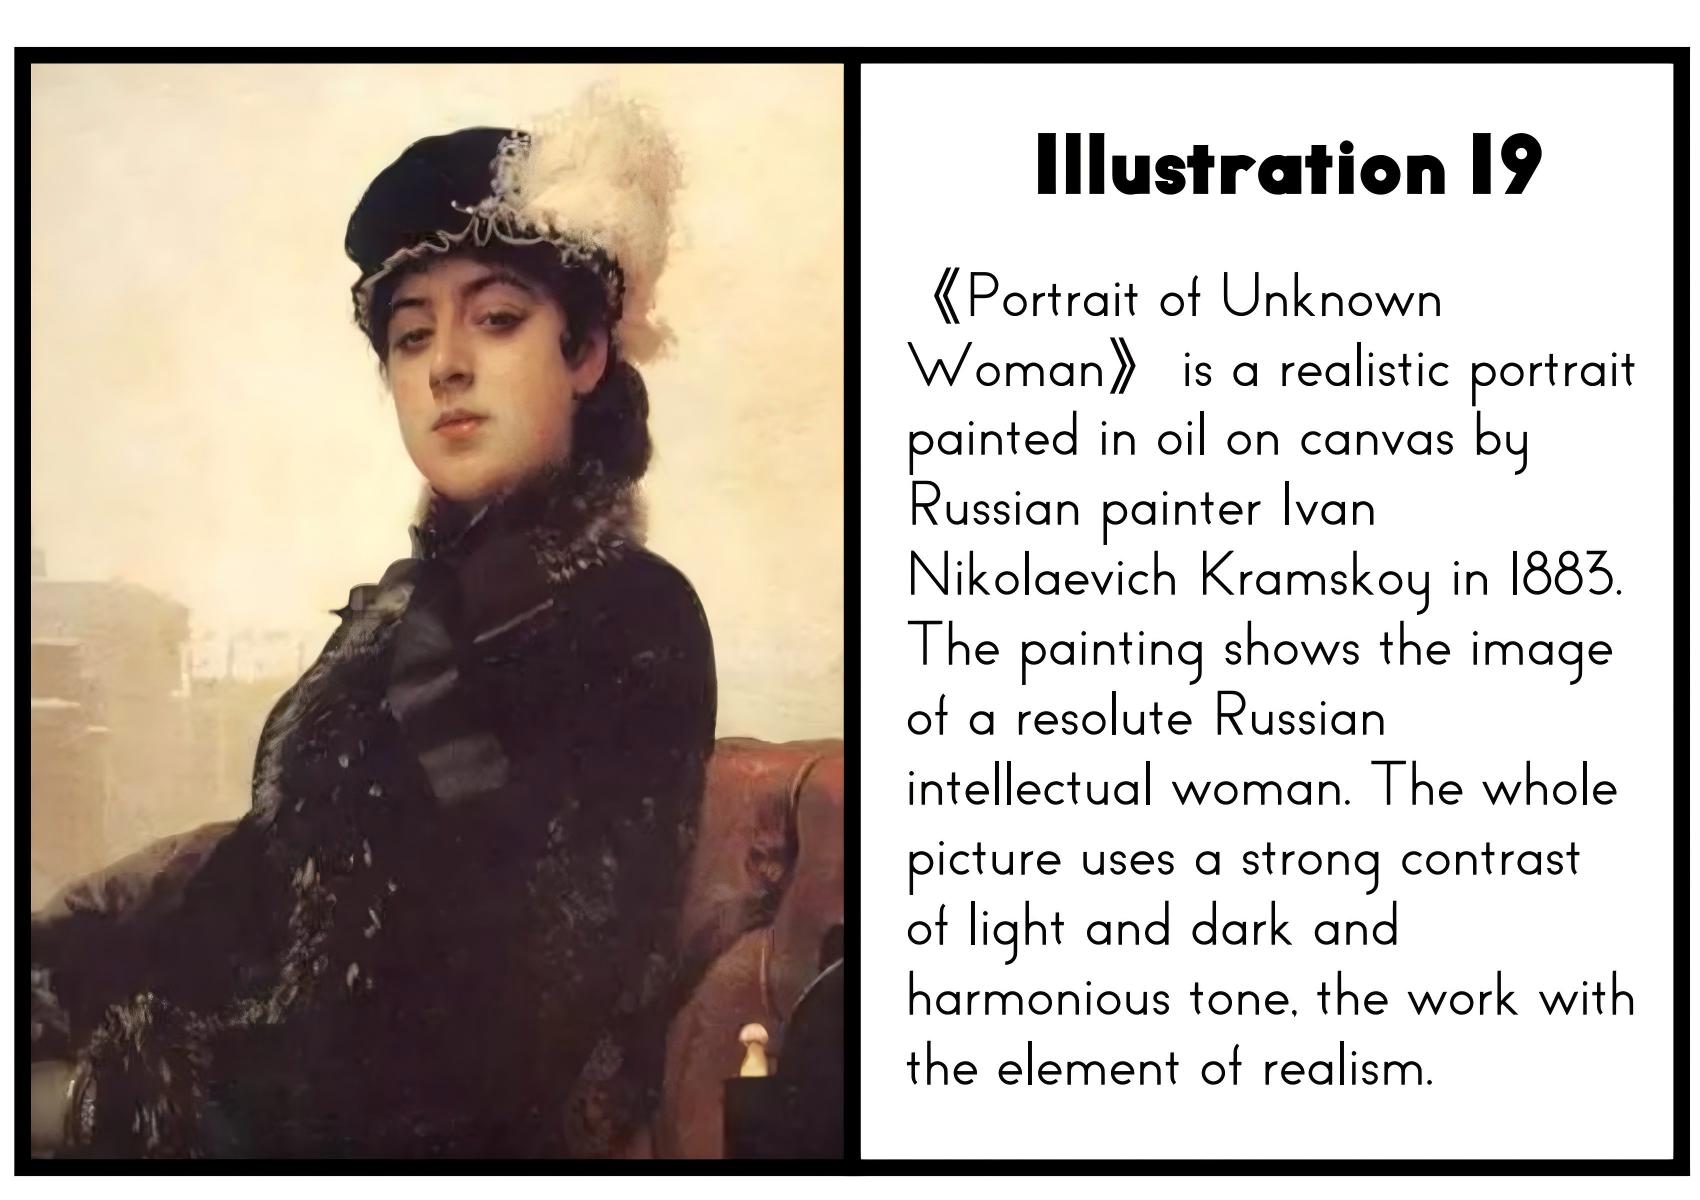 Illustration 19
《Portrait of Unknown
Woman》 is a realistic portrait
painted in oil on canvas by
Russian painter Ivan
Nikolaevich Kramskoy in 1883.
The painting shows the image
of a resolute Russian
intellectual woman. The whole
picture uses a strong contrast
of light and dark and
harmonious tone, the work with
the element of realism.